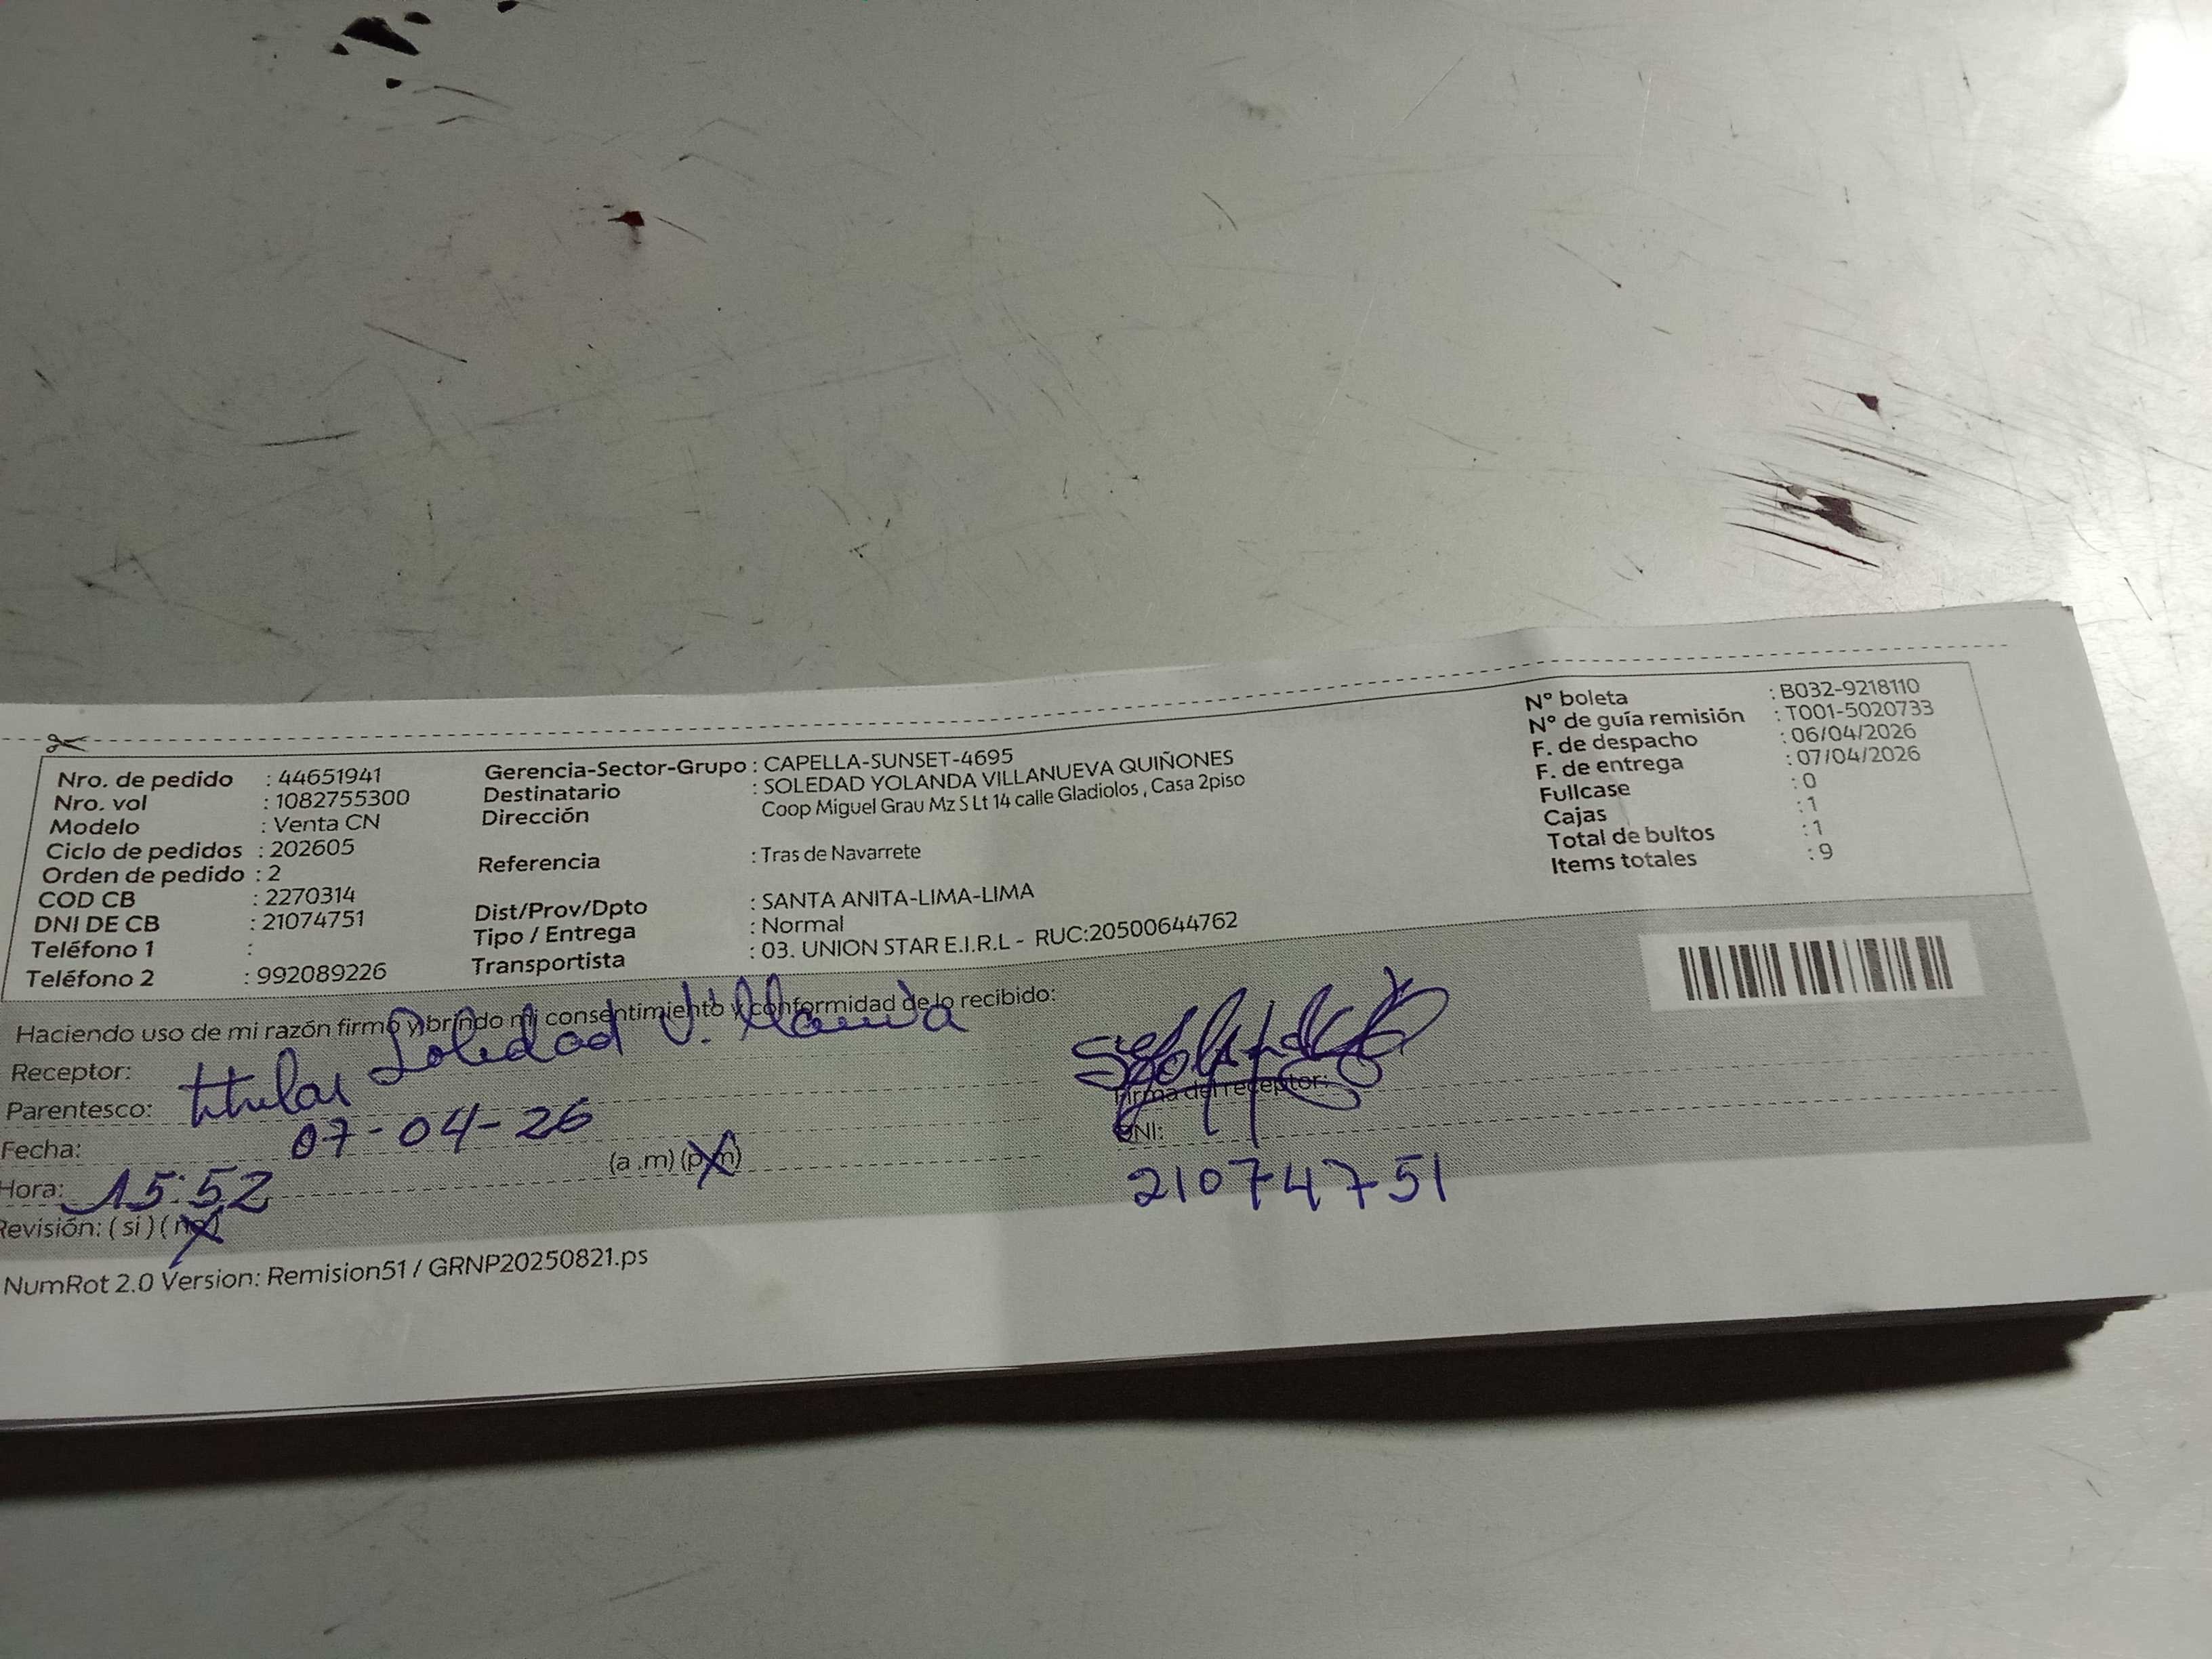 Nro. de pedido : 44651941
Nro. vol : 1082755300
Modelo : Venta CN
Ciclo de pedidos : 202605
Orden de pedido : 2
COD CB : 2270314
DNI DE CB : 21074751
Teléfono 1 :
Teléfono 2 : 992089226
Gerencia-Sector-Grupo : CAPELLA-SUNSET-4695
Destinatario : SOLEDAD YOLANDA VILLANUEVA QUIÑONES
Dirección Coop Miguel Grau Mz S Lt 14 calle Gladiolos , Casa 2piso
Referencia : Tras de Navarrete
Dist/Prov/Dpto : SANTA ANITA-LIMA-LIMA
Tipo / Entrega : Normal
Transportista : 03. UNION STAR E.I.R.L - RUC:20500644762
N° boleta : B032-9218110
N° de guía remisión : T001-5020733
F. de despacho : 06/04/2026
F. de entrega : 07/04/2026
Fullcase : 0
Cajas : 1
Total de bultos : 1
Items totales : 9
Haciendo uso de mi razón firmo y brindo mi consentimiento y conformidad de lo recibido:
Receptor: Soledad
Parentesco: titular
Fecha: 07-04-26
Hora: 15:52 (a .m) (p.m)
Revisión: ( si ) ( no )
Firma del receptor:
DNI:
21074751
NumRot 2.0 Version: Remision51 / GRNP20250821.ps